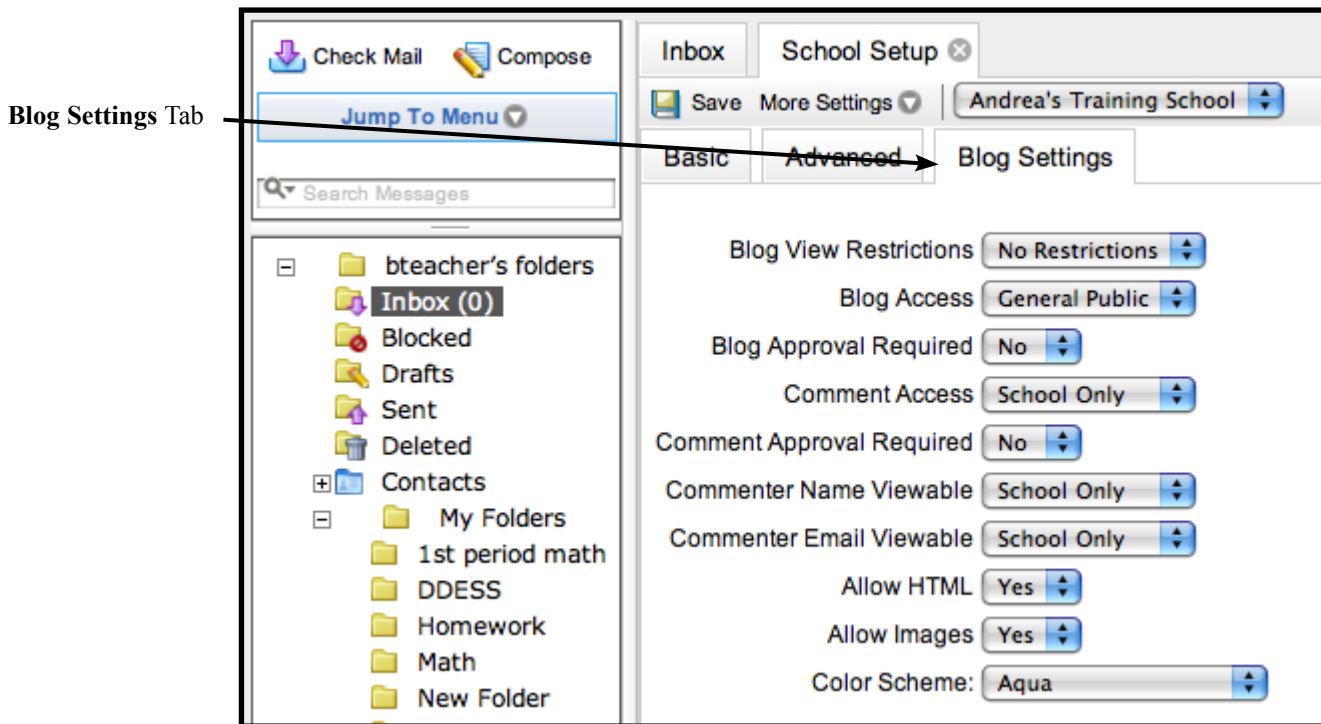 Blog Settings Tab
Check Mail Compose
Jump To Menu
Search Messages
bteacher's folders
Inbox (0)
Blocked
Drafts
Sent
Deleted
Contacts
My Folders
1st period math
DDESS
Homework
Math
New Folder
Inbox School Setup
Save More Settings Andrea's Training School
Basic Advanced Blog Settings
Blog View Restrictions No Restrictions
Blog Access General Public
Blog Approval Required No
Comment Access School Only
Comment Approval Required No
Commenter Name Viewable School Only
Commenter Email Viewable School Only
Allow HTML Yes
Allow Images Yes
Color Scheme: Aqua